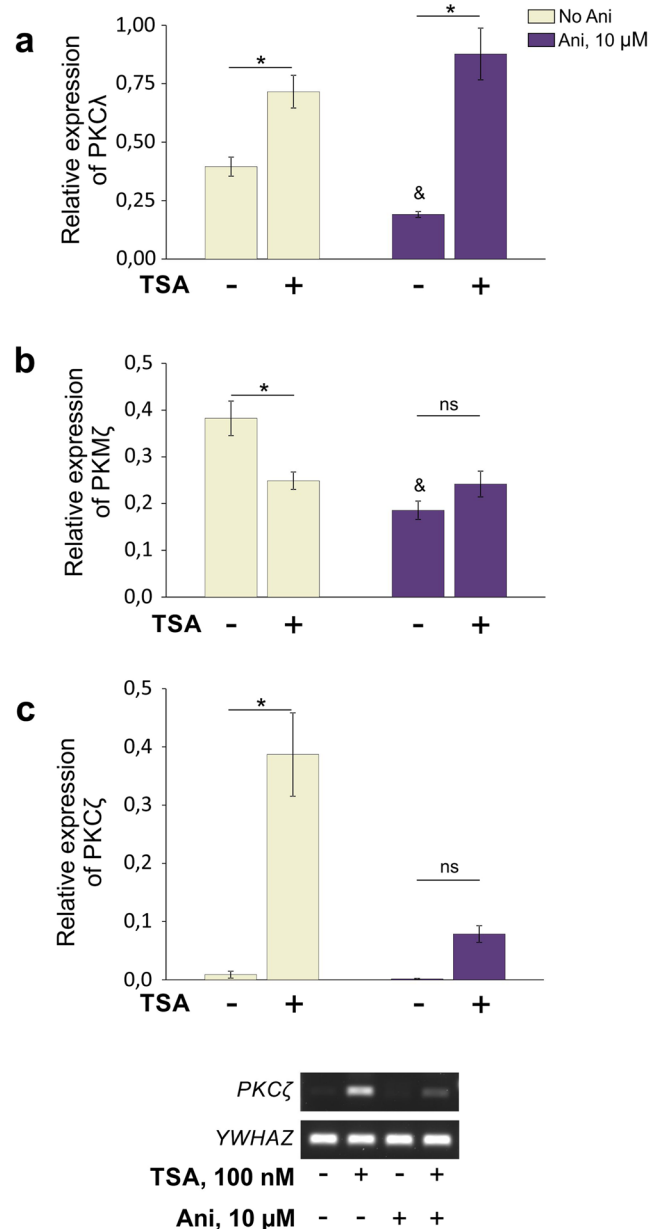 a
No Ani
Ani, 10 µM
Relative expression
of PKCλ
1,00
0,75
0,50
0,25
0,00
*
*
&
TSA - + - +
b
Relative expression
of PKMζ
0,5
0,4
0,3
0,2
0,1
0,0
*
ns
&
TSA - + - +
c
Relative expression
of PKCζ
0,5
0,4
0,3
0,2
0,1
0,0
*
ns
TSA - + - +
PKCζ
YWHAZ
TSA, 100 nM - + - +
Ani, 10 µM - - + +